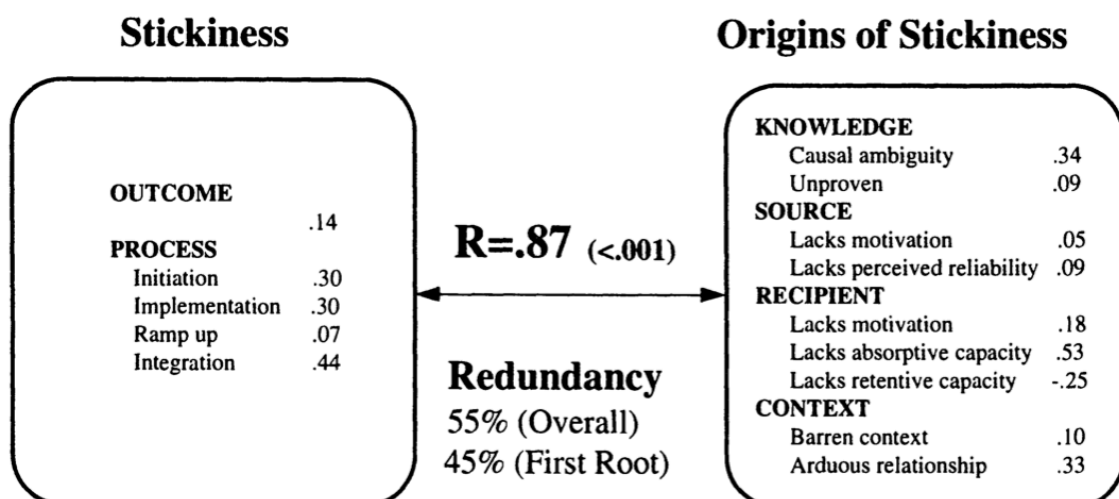 Stickiness
OUTCOME
.14
PROCESS
Initiation .30
Implementation .30
Ramp up .07
Integration .44
R=.87 (<.001)
Redundancy
55% (Overall)
45% (First Root)
Origins of Stickiness
KNOWLEDGE
Causal ambiguity .34
Unproven .09
SOURCE
Lacks motivation .05
Lacks perceived reliability .09
RECIPIENT
Lacks motivation .18
Lacks absorptive capacity .53
Lacks retentive capacity -.25
CONTEXT
Barren context .10
Arduous relationship .33